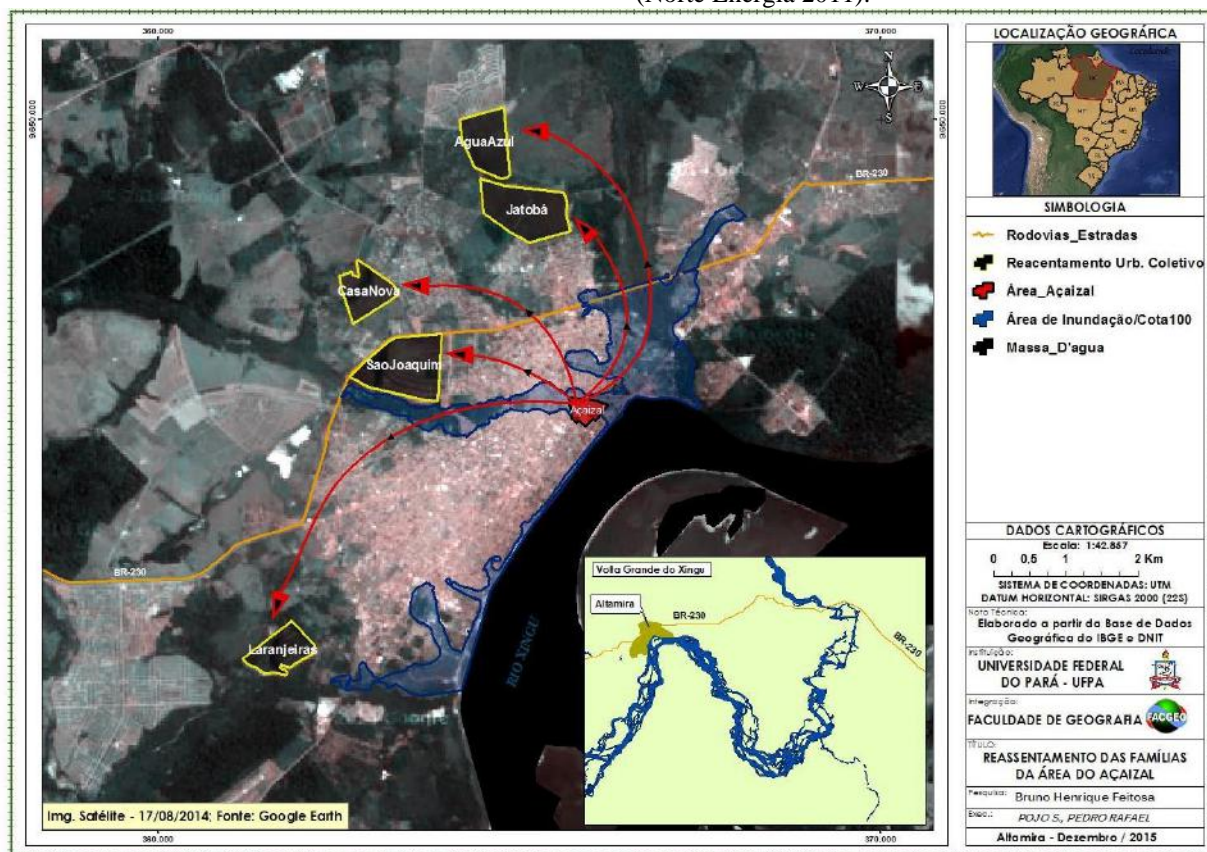 (Norte Energia 2011).
360.000
370.000
9.650.000
9.650.000
N
W
E
S
AguaAzul
Jatobá
BR-230
CasaNova
SaoJoaquim
Açaizal
BR-230
Laranjeiras
RIO XINGU
Volta Grande do Xingu
Altamira
BR-230
BR-230
Img. Satélite - 17/08/2014; Fonte: Google Earth
360.000
370.000
LOCALIZAÇÃO GEOGRÁFICA
SIMBOLOGIA
Rodovias_Estradas
Reacentamento Urb. Coletivo
Área_Açaizal
Área de Inundação/Cota100
Massa_D'agua
DADOS CARTOGRÁFICOS
Escala: 1:42.857
0 0,5 1 2 Km
SISTEMA DE COORDENADAS: UTM
DATUM HORIZONTAL: SIRGAS 2000 (22S)
Nota Técnica:
Elaborado a partir da Base de Dados
Geográfica do IBGE e DNIT
Instituição:
UNIVERSIDADE FEDERAL
DO PARÁ - UFPA
Integração:
FACULDADE DE GEOGRAFIA
FACGEO
TÍTULO:
REASSENTAMENTO DAS FAMÍLIAS
DA ÁREA DO AÇAIZAL
Pesquisa: Bruno Henrique Feitosa
Exec.: POJO S., PEDRO RAFAEL
Altamira - Dezembro / 2015